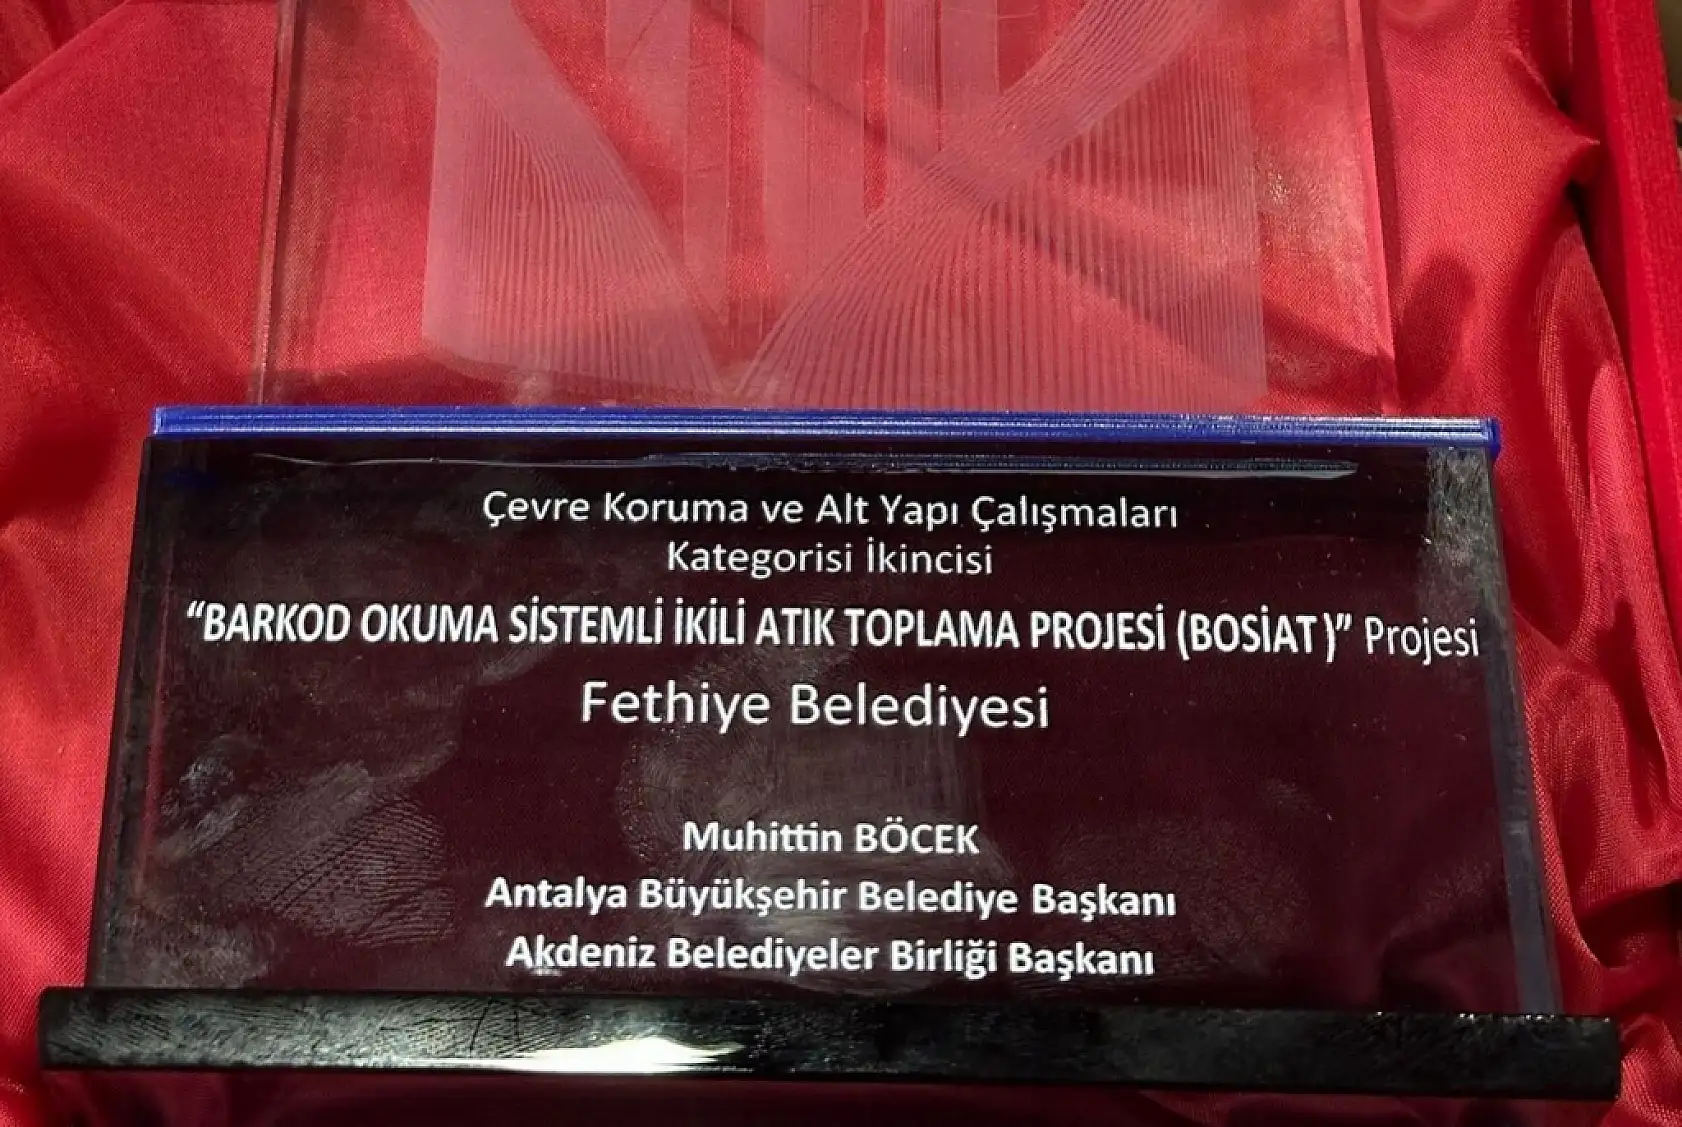 Çevre Koruma ve Alt Yapı Çalışmaları
Kategorisi İkincisi
“BARKOD OKUMA SİSTEMLİ İKİLİ ATIK TOPLAMA PROJESİ (BOSİAT )” Projesi
Fethiye Belediyesi
Muhittin BÖCEK
Antalya Büyükşehir Belediye Başkanı
Akdeniz Belediyeler Birliği Başkanı